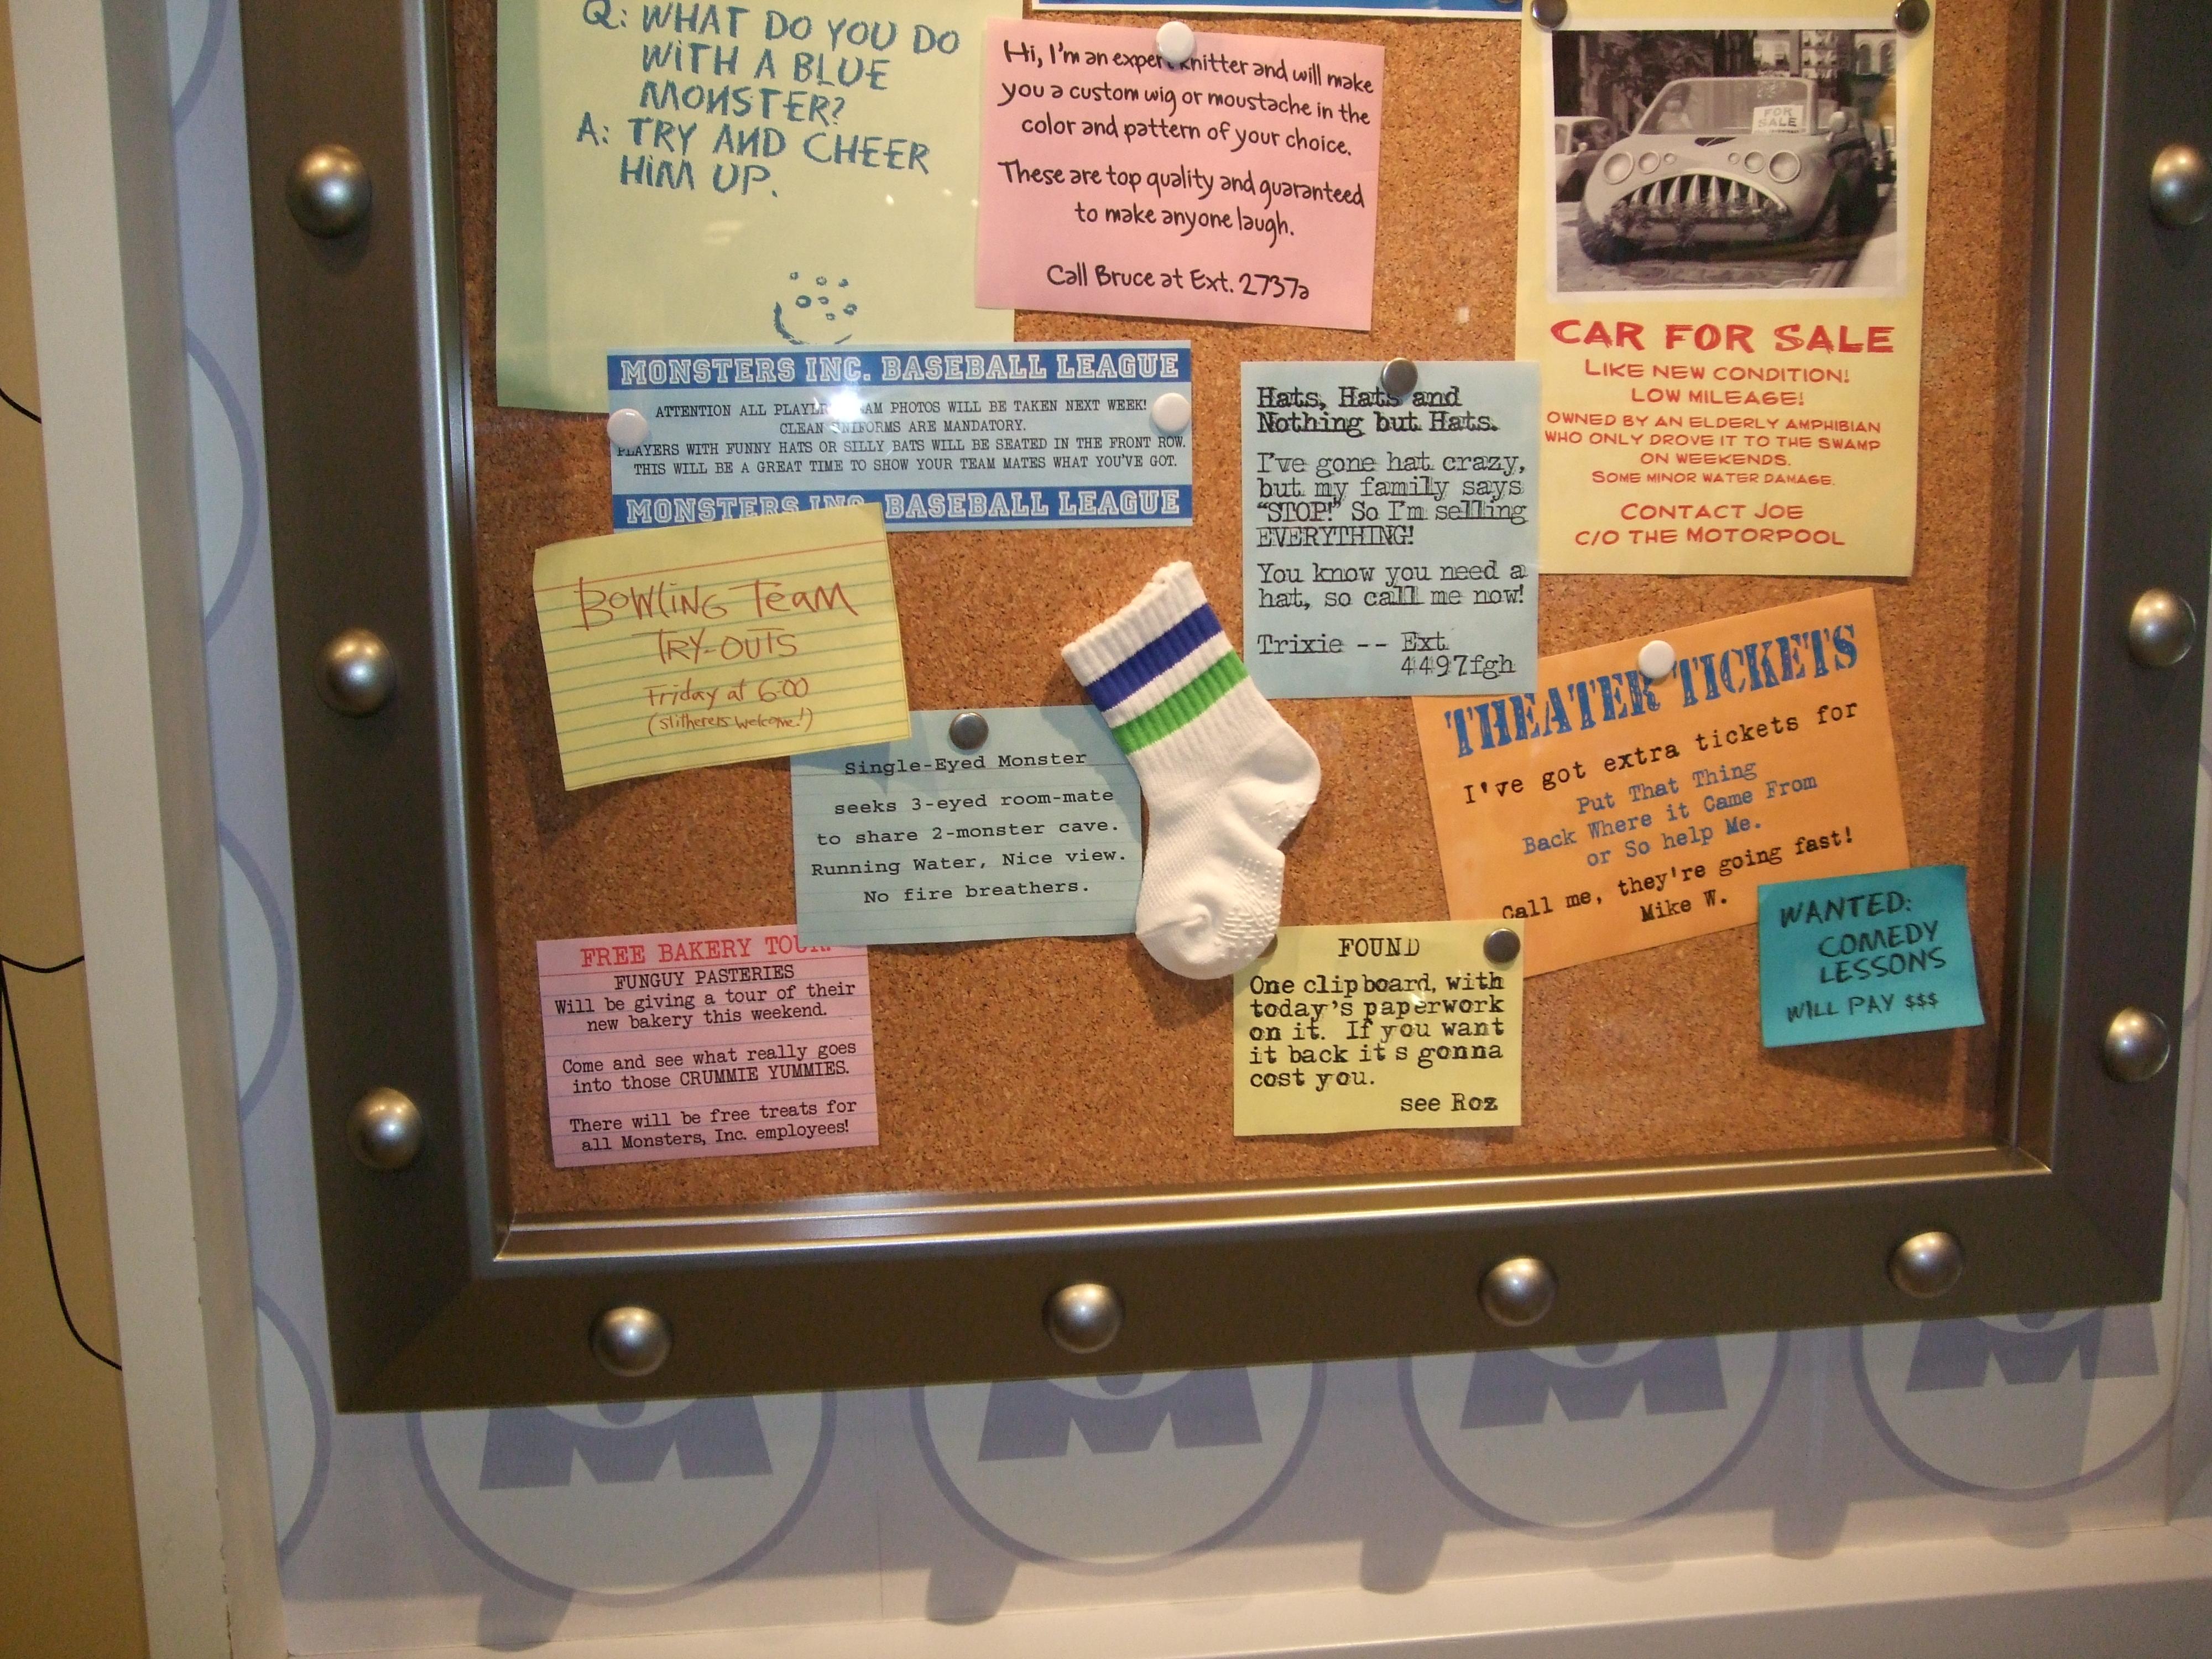 Q: WHAT DO YOU DO
WITH A BLUE
MONSTER?
A: TRY AND CHEER
HIM UP.
Hi, I'm an expert knitter and will make
you a custom wig or moustache in the
color and pattern of your choice.
These are top quality and guaranteed
to make anyone laugh.
Call Bruce at Ext. 2737a
FOR
SALE
CAR FOR SALE
LIKE NEW CONDITION!
LOW MILEAGE!
OWNED BY AN ELDERLY AMPHIBIAN
WHO ONLY DROVE IT TO THE SWAMP
ON WEEKENDS.
SOME MINOR WATER DAMAGE.
CONTACT JOE
C/O THE MOTORPOOL
MONSTERS INC. BASEBALL LEAGUE
ATTENTION ALL PHOTOS WILL BE TAKEN NEXT WEEK!
CLEAN UNIFORMS ARE MANDATORY.
PLAYERS WITH FUNNY HATS OR SILLY BATS WILL BE SEATED IN THE FRONT ROW.
THIS WILL BE A GREAT TIME TO SHOW YOUR TEAM MATES WHAT YOU'VE GOT.
MONSTERS INC. BASEBALL LEAGUE
Hats, Hats and
Nothing but Hats.
I've gone hat crazy,
but my family says
"STOP!" So I'm selling
EVERYTHING!
You know you need a
hat, so call me now!
Trixie -- Ext
4497fgh
BOWLING TEAM
TRY-OUTS
Friday at 6:00
(slitherers welcome!)
Single-Eyed Monster
seeks 3-eyed room-mate
to share 2-monster cave.
Running Water, Nice view.
No fire breathers.
THEATER TICKETS
I've got extra tickets for
Put That Thing
Back Where it Came From
or So help Me.
Call me, they're going fast!
Mike W.
WANTED:
COMEDY
LESSONS
WILL PAY $$$
FREE BAKERY TOUR
FUNGUY PASTERIES
Will be giving a tour of their
new bakery this weekend.
Come and see what really goes
into those CRUMMIE YUMMIES.
There will be free treats for
all Monsters, Inc. employees!
FOUND
One clipboard, with
today's paperwork
on it. If you want
it back it s gonna
cost you.
see Roz
M
M
M
M